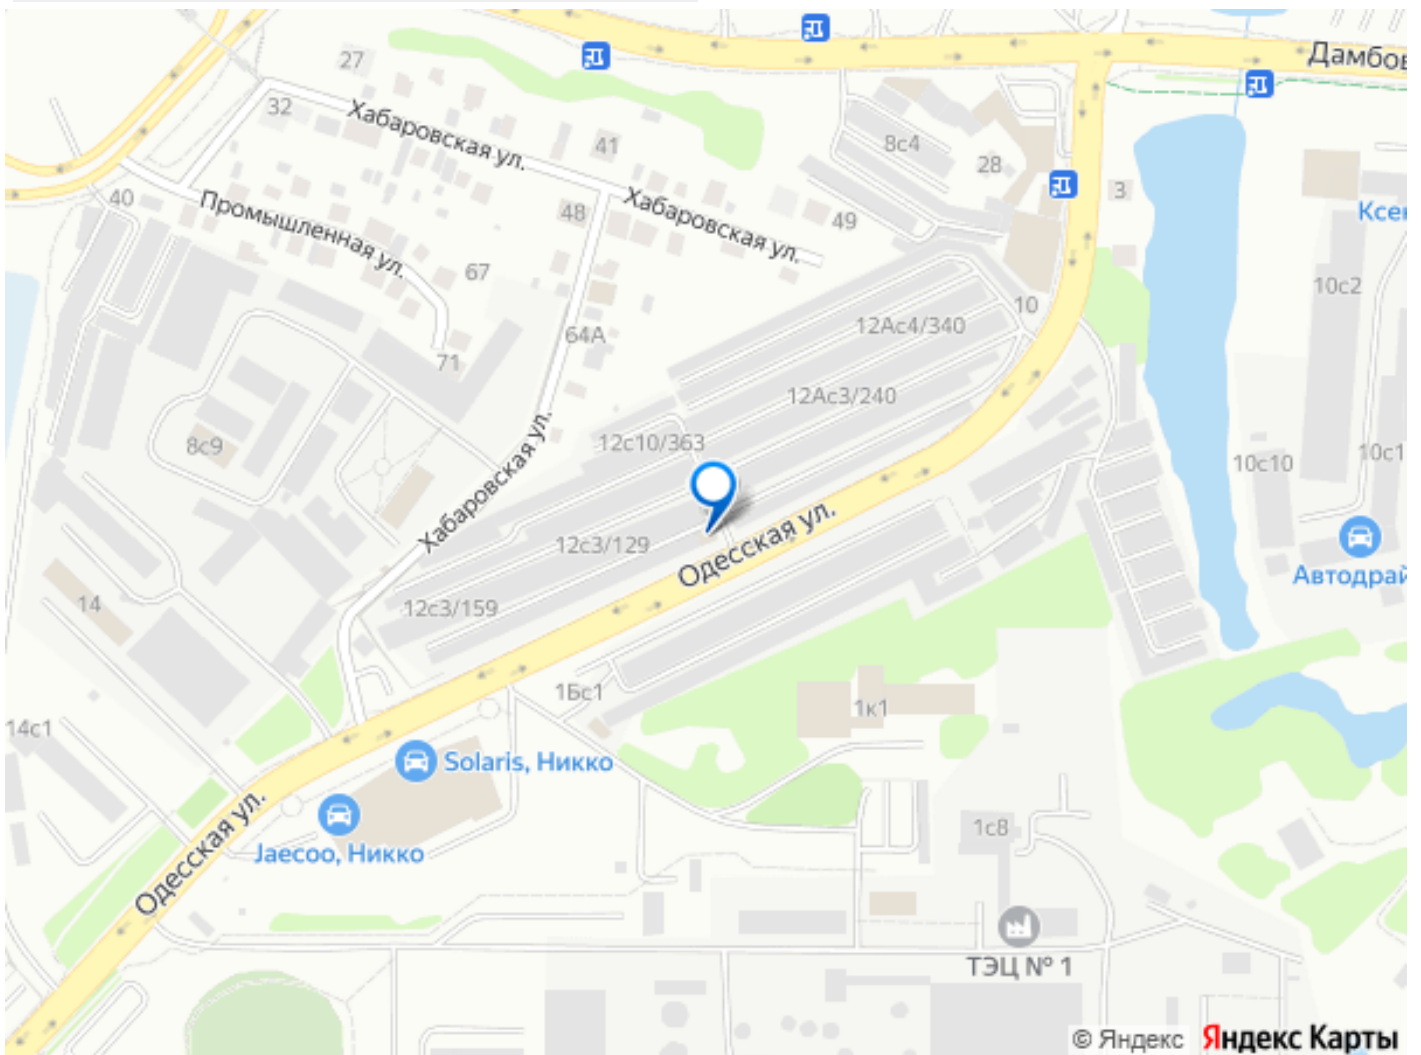 Дамбов
27
32
Хабаровская ул.
41
8с4
28
3
40
Промышленная ул.
48
Хабаровская ул.
49
Ксен
67
10с2
10
64А
12Ас4/340
71
12Ас3/240
8с9
12с10/363
Хабаровская ул.
10с1
10с10
12с3/129
Одесская ул.
Автодрай
14
12с3/159
1Бс1
1к1
14с1
Solaris, Никко
Одесская ул.
Jaecoo, Никко
1с8
ТЭЦ № 1
© Яндекс Яндекс Карты